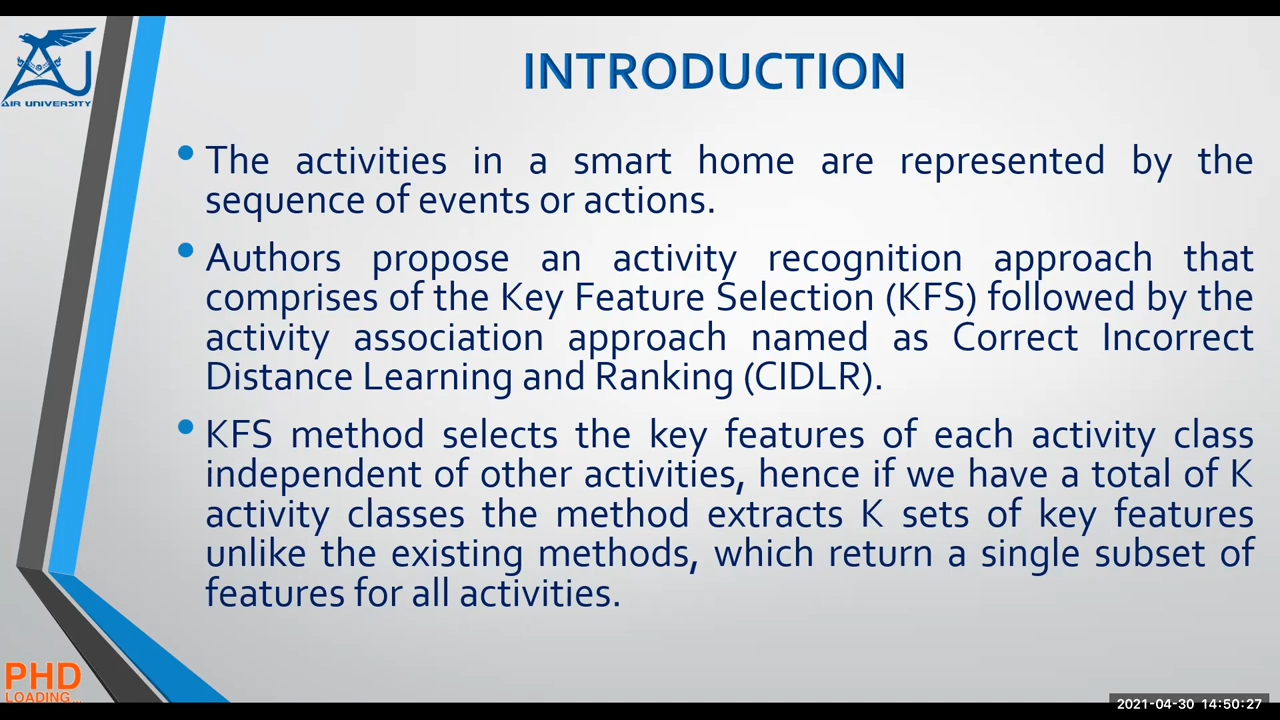 AIR UNIVERSITY
INTRODUCTION
• The activities in a smart home are represented by the
sequence of events or actions.
• Authors propose an activity recognition approach that
comprises of the Key Feature Selection (KFS) followed by the
activity association approach named as Correct Incorrect
Distance Learning and Ranking (CIDLR).
• KFS method selects the key features of each activity class
independent of other activities, hence if we have a total of K
activity classes the method extracts K sets of key features
unlike the existing methods, which return a single subset of
features for all activities.
PHD
LOADING...
2021-04-30 14:50:27